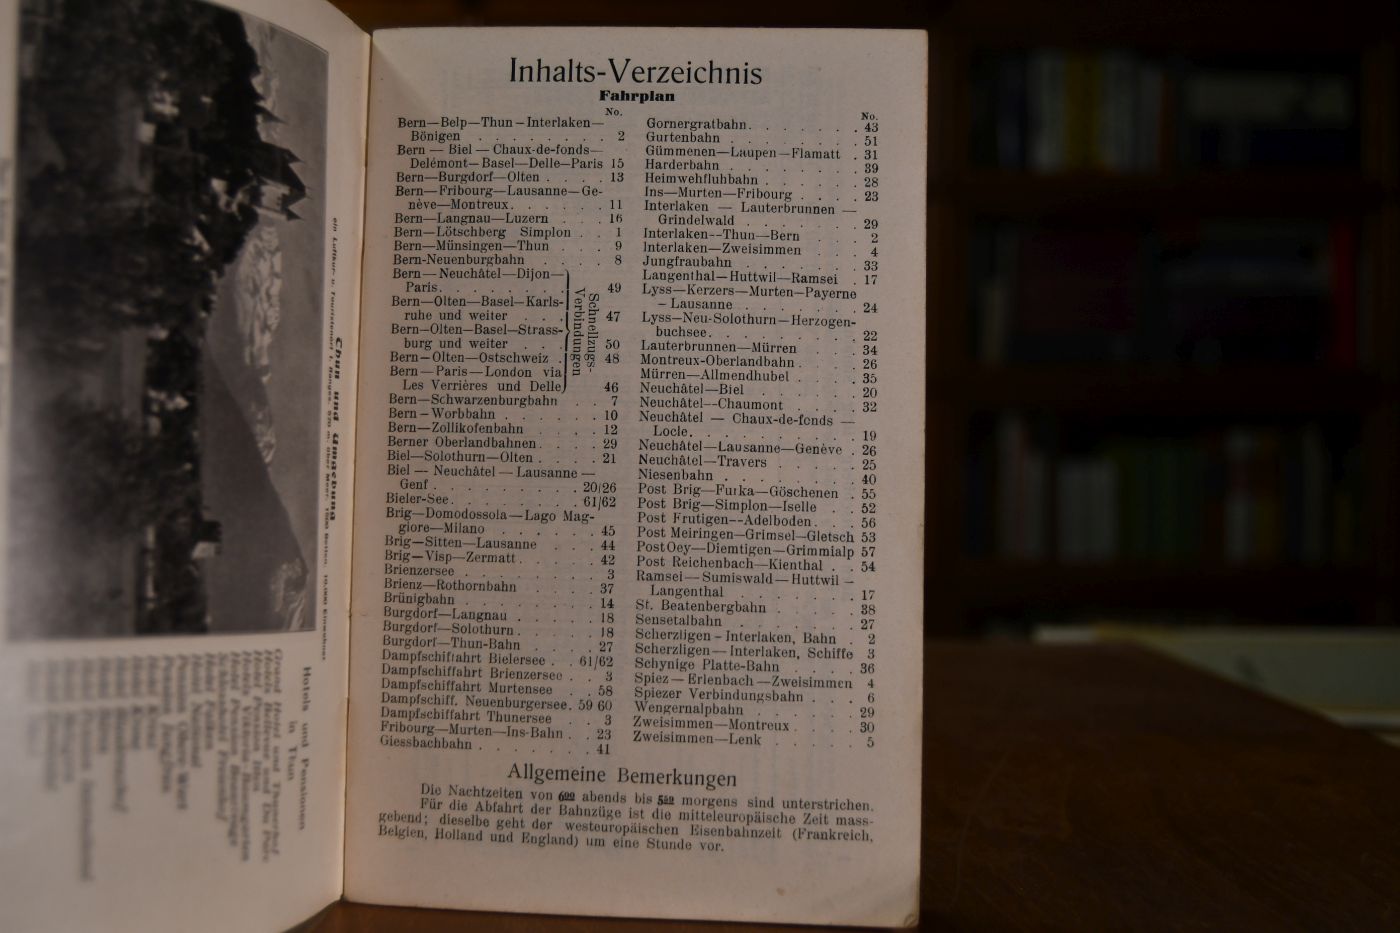 Inhalts-Verzeichnis
Fahrplan
No.
Bern—Belp—Thun—Interlaken—
Bönigen . . . . . . . . 2
Bern — Biel — Chaux-de-fonds—
Delémont—Basel—Delle—Paris 15
Bern—Burgdorf—Olten . . . . 13
Bern—Fribourg—Lausanne—Ge-
nève—Montreux. . . . . . . 11
Bern—Langnau—Luzern . . . 16
Bern—Lötschberg Simplon . . 1
Bern—Münsingen—Thun . . . 9
Bern-Neuenburgbahn . . . . 8
Bern—Neuchâtel—Dijon—
Paris. . . . . . . . 49
Bern—Olten—Basel—Karls-
ruhe und weiter . . . 47
Bern—Olten—Basel—Strass-
burg und weiter . . . 50
Bern—Olten—Ostschweiz . 48
Bern—Paris—London via
Les Verrières und Delle 46
Schnellzugs-
Verbindungen
Bern—Schwarzenburgbahn . . 7
Bern—Worbbahn . . . . . . 10
Bern—Zollikofenbahn . . . . 12
Berner Oberlandbahnen . . . . 29
Biel—Solothurn—Olten . . . . 21
Biel — Neuchâtel — Lausanne —
Genf . . . . . . . . . 20/26
Bieler-See. . . . . . . . 61/62
Brig—Domodossola—Lago Mag-
giore—Milano . . . . . . 45
Brig—Sitten—Lausanne . . . 44
Brig—Visp—Zermatt . . . . . 42
Brienzersee . . . . . . . . 3
Brienz—Rothornbahn . . . . 37
Brünigbahn . . . . . . . . 14
Burgdorf—Langnau . . . . . 18
Burgdorf—Solothurn . . . . . 18
Burgdorf—Thun-Bahn . . . . 27
Dampfschiffahrt Bielersee . . 61/62
Dampfschiffahrt Brienzersee . . 3
Dampfschiffahrt Murtensee . . 58
Dampfschiff. Neuenburgersee. 59 60
Dampfschiffahrt Thunersee . . 3
Fribourg—Murten—Ins-Bahn . . 23
Giessbachbahn . . . . . . . 41
No.
Gornergratbahn . . . . . . . 43
Gurtenbahn . . . . . . . . 51
Gümmenen—Laupen—Flamatt . 31
Harderbahn . . . . . . . . 39
Heimwehfluhbahn . . . . . . 28
Ins—Murten—Fribourg . . . . 23
Interlaken — Lauterbrunnen —
Grindelwald . . . . . . . 29
Interlaken--Thun—Bern . . . 2
Interlaken—Zweisimmen . . . 4
Jungfraubahn . . . . . . . 33
Langenthal—Huttwil—Ramsei . 17
Lyss—Kerzers—Murten—Payerne
– Lausanne . . . . . . . 24
Lyss—Neu-Solothurn—Herzogen-
buchsee. . . . . . . . . 22
Lauterbrunnen—Mürren . . . 34
Montreux-Oberlandbahn . . . . 26
Mürren—Allmendhubel . . . . 35
Neuchâtel—Biel . . . . . . 20
Neuchâtel—Chaumont . . . . 32
Neuchâtel — Chaux-de-fonds —
Locle. . . . . . . . . . 19
Neuchâtel—Lausanne—Genève . 26
Neuchâtel—Travers . . . . . 25
Niesenbahn . . . . . . . . 40
Post Brig—Furka—Göschenen . 55
Post Brig—Simplon—Iselle . . 52
Post Frutigen--Adelboden . . . 56
Post Meiringen—Grimsel—Gletsch 53
Post Oey—Diemtigen—Grimmialp 57
Post Reichenbach—Kienthal . . 54
Ramsei—Sumiswald—Huttwil –
Langenthal . . . . . . . 17
St. Beatenbergbahn . . . . . 38
Sensetalbahn . . . . . . . 27
Scherzligen – Interlaken, Bahn . 2
Scherzligen— Interlaken, Schiffe 3
Schynige Platte-Bahn . . . . 36
Spiez — Erlenbach — Zweisimmen 4
Spiezer Verbindungsbahn . . . 6
Wengernalpbahn . . . . . . 29
Zweisimmen—Montreux . . . . 30
Zweisimmen—Lenk . . . . . 5
Allgemeine Bemerkungen
Die Nachtzeiten von 600 abends bis 559 morgens sind unterstrichen.
Für die Abfahrt der Bahnzüge ist die mitteleuropäische Zeit mass-
gebend; dieselbe geht der westeuropäischen Eisenbahnzeit (Frankreich,
Belgien, Holland und England) um eine Stunde vor.
Thun und Umgebung
Hotels und Pensionen
in Thun
Grand Hotel und Thunerhof